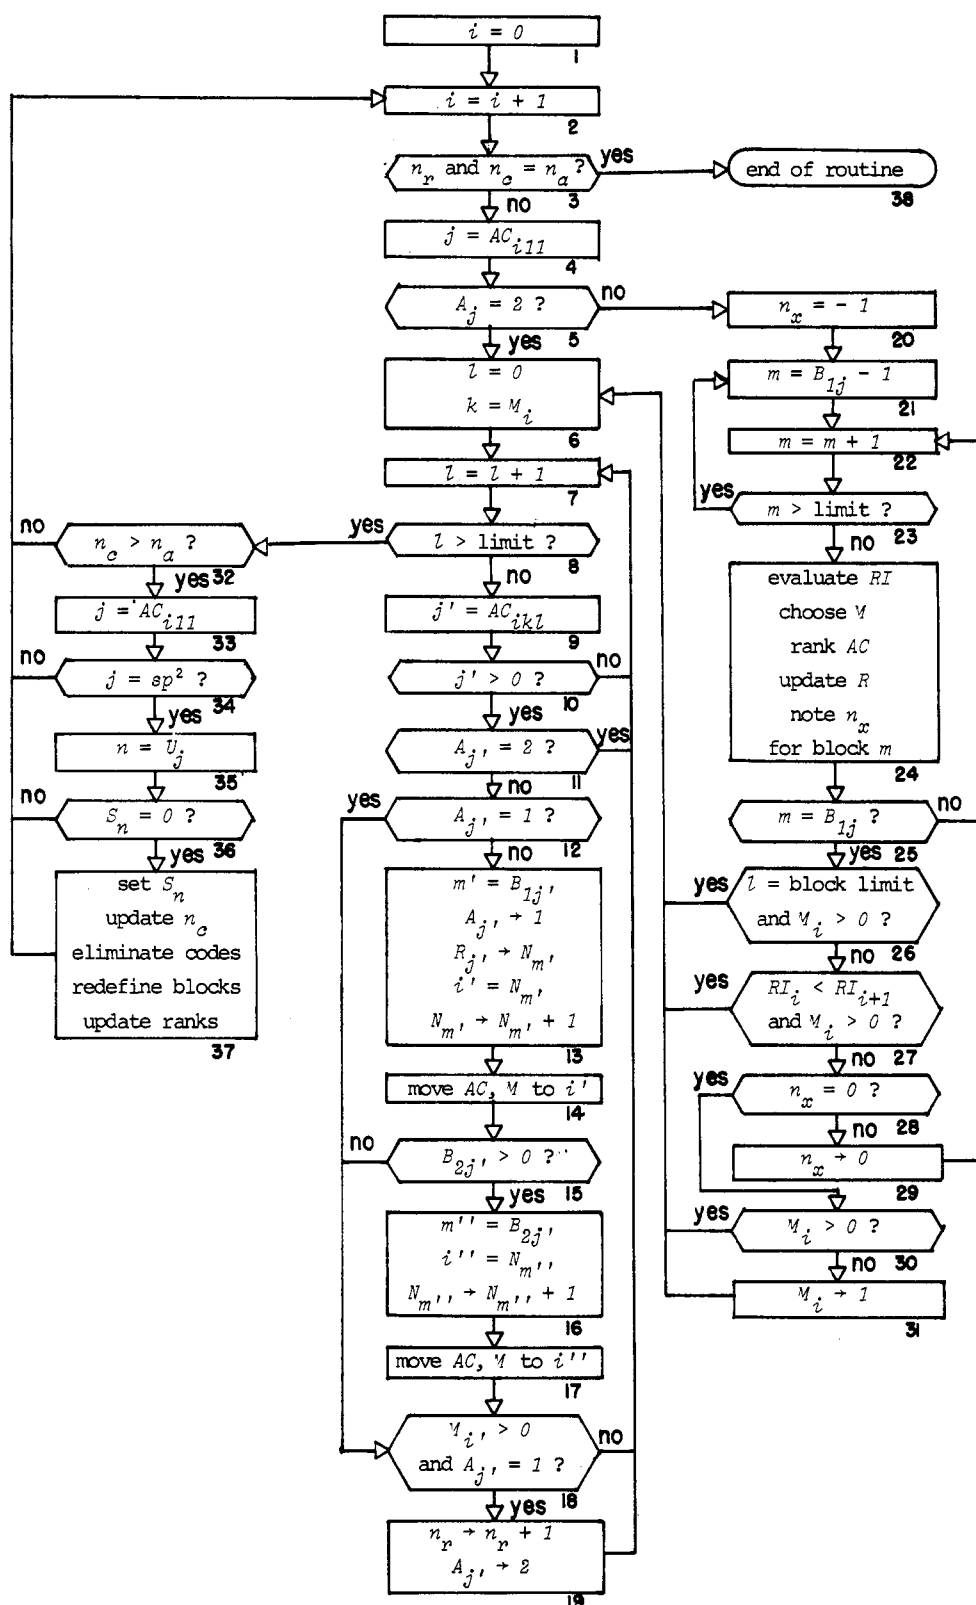 i = 0
1
i = i + 1
2
n_r and n_c = n_a ?
3
yes
no
end of routine
38
j = AC_i11
4
A_j = 2 ?
5
no
yes
l = 0
k = M_i
6
l = l + 1
7
l > limit ?
8
yes
no
j' = AC_ikl
9
j' > 0 ?
10
no
yes
A_j' = 2 ?
11
yes
no
A_j' = 1 ?
12
yes
no
m' = B_1j'
A_j' → 1
R_j' → N_m'
i' = N_m'
N_m' → N_m' + 1
13
move AC, M to i'
14
B_2j' > 0 ?
15
no
yes
m'' = B_2j'
i'' = N_m''
N_m'' → N_m'' + 1
16
move AC, M to i''
17
M_i' > 0
and A_j' = 1 ?
18
no
yes
n_r → n_r + 1
A_j' → 2
19
n_x = - 1
20
m = B_1j - 1
21
m = m + 1
22
m > limit ?
23
yes
no
evaluate RI
choose M
rank AC
update R
note n_x
for block m
24
m = B_1j ?
25
no
yes
l = block limit
and M_i > 0 ?
26
yes
no
RI_i < RI_i+1
and M_i > 0 ?
27
yes
no
n_x = 0 ?
28
yes
no
n_x → 0
29
M_i > 0 ?
30
yes
no
M_i → 1
31
n_c > n_a ?
32
no
yes
j = AC_i11
33
j = sp² ?
34
no
yes
n = U_j
35
S_n = 0 ?
36
no
yes
set S_n
update n_c
eliminate codes
redefine blocks
update ranks
37